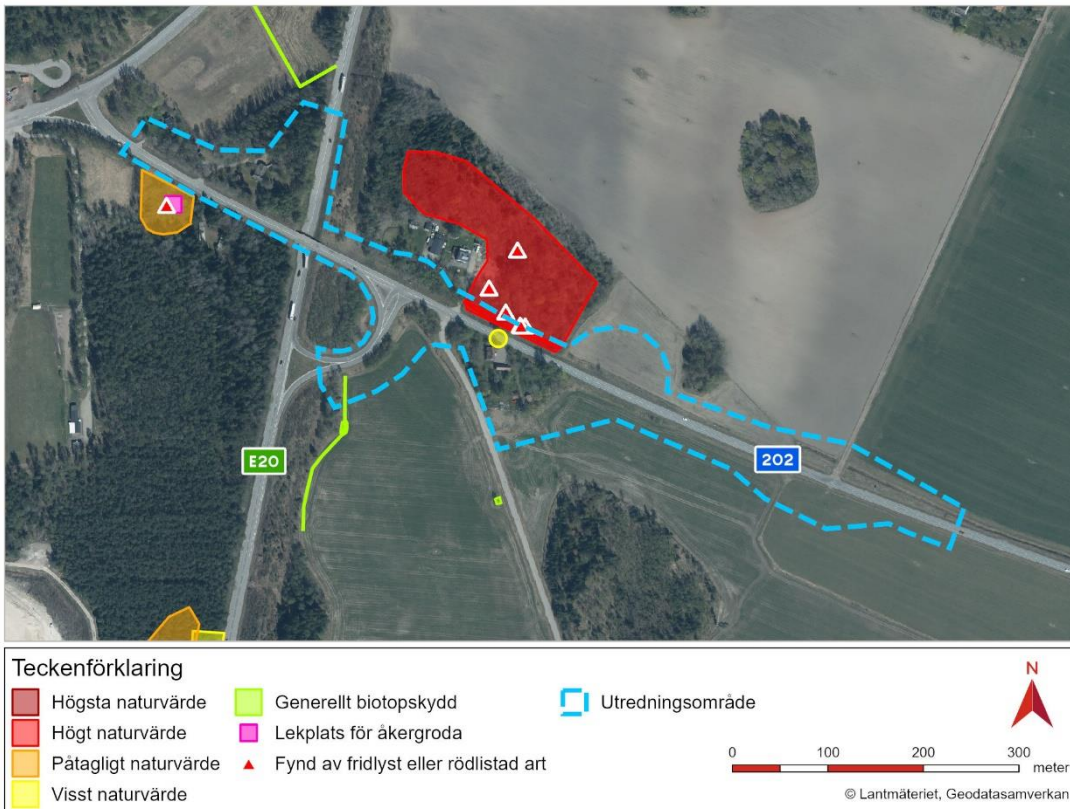 E20
202
Teckenförklaring
Högsta naturvärde
Högt naturvärde
Påtagligt naturvärde
Visst naturvärde
Generellt biotopskydd
Lekplats för åkergroda
Fynd av fridlyst eller rödlistad art
Utredningsområde
N
0 100 200 300
meter
© Lantmäteriet, Geodatasamverkan